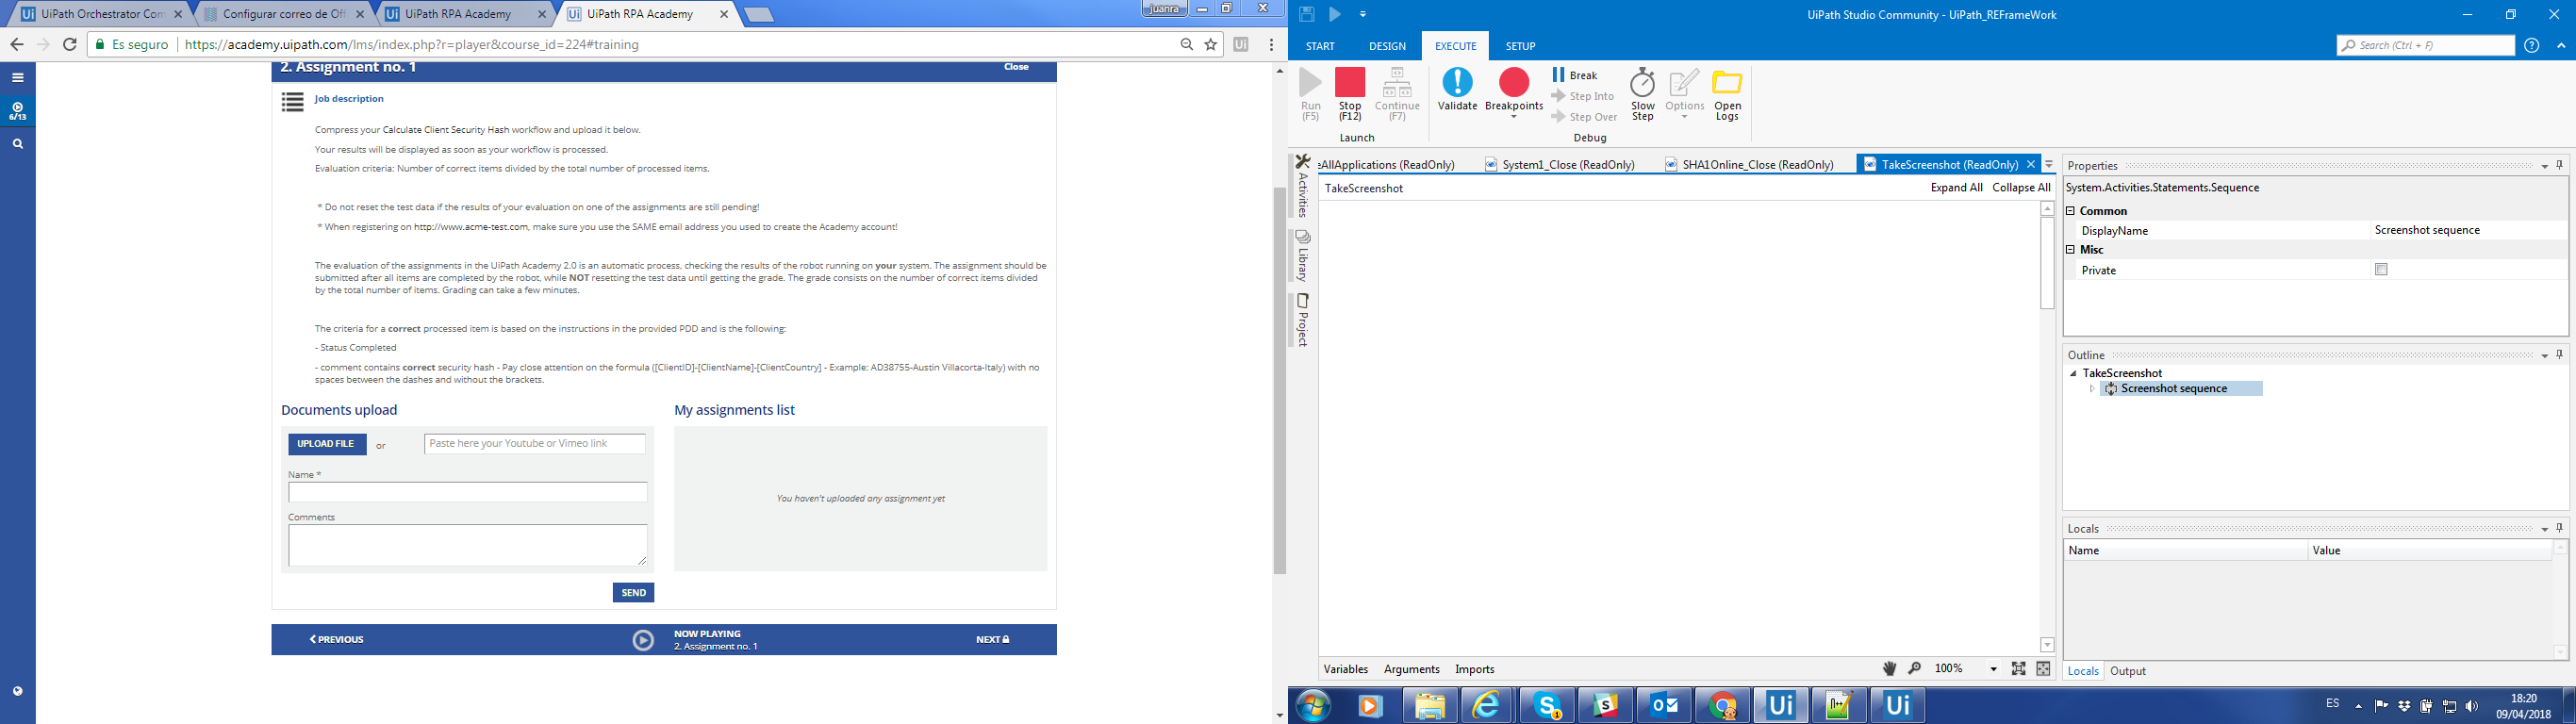 UiPath Orchestrator Com
Configurar correo de Off
UiPath RPA Academy
UiPath RPA Academy
juanra
Es seguro
https://academy.uipath.com/lms/index.php?r=player&course_id=224#training
6/13
2. Assignment no. 1
Close
Job description
Compress your Calculate Client Security Hash workflow and upload it below.
Your results will be displayed as soon as your workflow is processed.
Evaluation criteria: Number of correct items divided by the total number of processed items.
* Do not reset the test data if the results of your evaluation on one of the assignments are still pending!
* When registering on http://www.acme-test.com, make sure you use the SAME email address you used to create the Academy account!
The evaluation of the assignments in the UiPath Academy 2.0 is an automatic process, checking the results of the robot running on your system. The assignment should be
submitted after all items are completed by the robot, while NOT resetting the test data until getting the grade. The grade consists on the number of correct items divided
by the total number of items. Grading can take a few minutes.
The criteria for a correct processed item is based on the instructions in the provided PDD and is the following:
- Status Completed
- comment contains correct security hash - Pay close attention on the formula ([ClientID]-[ClientName]-[ClientCountry] - Example: AD38755-Austin Villacorta-Italy) with no
spaces between the dashes and without the brackets.
Documents upload
UPLOAD FILE
or
Paste here your Youtube or Vimeo link
Name *
Comments
SEND
My assignments list
You haven't uploaded any assignment yet
PREVIOUS
NOW PLAYING
2. Assignment no. 1
NEXT
UiPath Studio Community - UiPath_REFrameWork
START
DESIGN
EXECUTE
SETUP
Search (Ctrl + F)
Run
(F5)
Stop
(F12)
Continue
(F7)
Launch
Validate
Breakpoints
Break
Step Into
Step Over
Slow
Step
Options
Open
Logs
Debug
eAllApplications (ReadOnly)
System1_Close (ReadOnly)
SHA1Online_Close (ReadOnly)
TakeScreenshot (ReadOnly)
Activities
Library
Project
TakeScreenshot
Expand All
Collapse All
Variables
Arguments
Imports
100%
Properties
System.Activities.Statements.Sequence
Common
DisplayName
Screenshot sequence
Misc
Private
Outline
TakeScreenshot
Screenshot sequence
Locals
Name
Value
Locals
Output
ES
18:20
09/04/2018